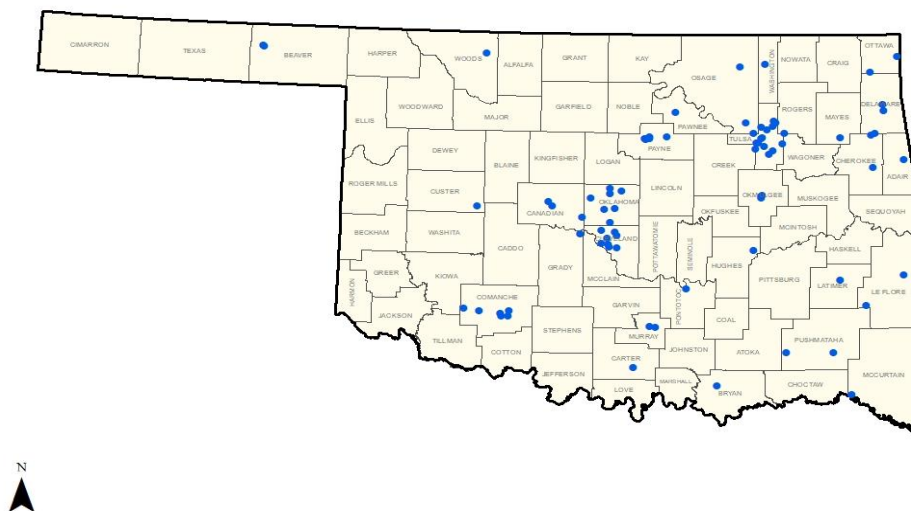 CIMARRON
TEXAS
BEAVER
HARPER
WOODS
ALFALFA
GRANT
KAY
OSAGE
WASHINGTON
NOWATA
CRAIG
OTTAWA
ELLIS
WOODWARD
MAJOR
GARFIELD
NOBLE
PAWNEE
ROGERS
MAYES
DELAWARE
DEWEY
BLAINE
KINGFISHER
LOGAN
PAYNE
CREEK
TULSA
WAGONER
CHEROKEE
ADAIR
ROGER MILLS
CUSTER
CANADIAN
OKLAHOMA
LINCOLN
OKFUSKEE
OKMULGEE
MUSKOGEE
SEQUOYAH
BECKHAM
WASHITA
CADDO
GRADY
CLEVELAND
POTTAWATOMIE
SEMINOLE
HUGHES
MCINTOSH
HASKELL
GREER
KIOWA
MCCLAIN
PITTSBURG
LATIMER
LE FLORE
HARMON
JACKSON
COMANCHE
GARVIN
PONTOTOC
COAL
TILLMAN
COTTON
STEPHENS
MURRAY
JOHNSTON
ATOKA
PUSHMATAHA
MCCURTAIN
JEFFERSON
CARTER
LOVE
MARSHALL
BRYAN
CHOCTAW
N